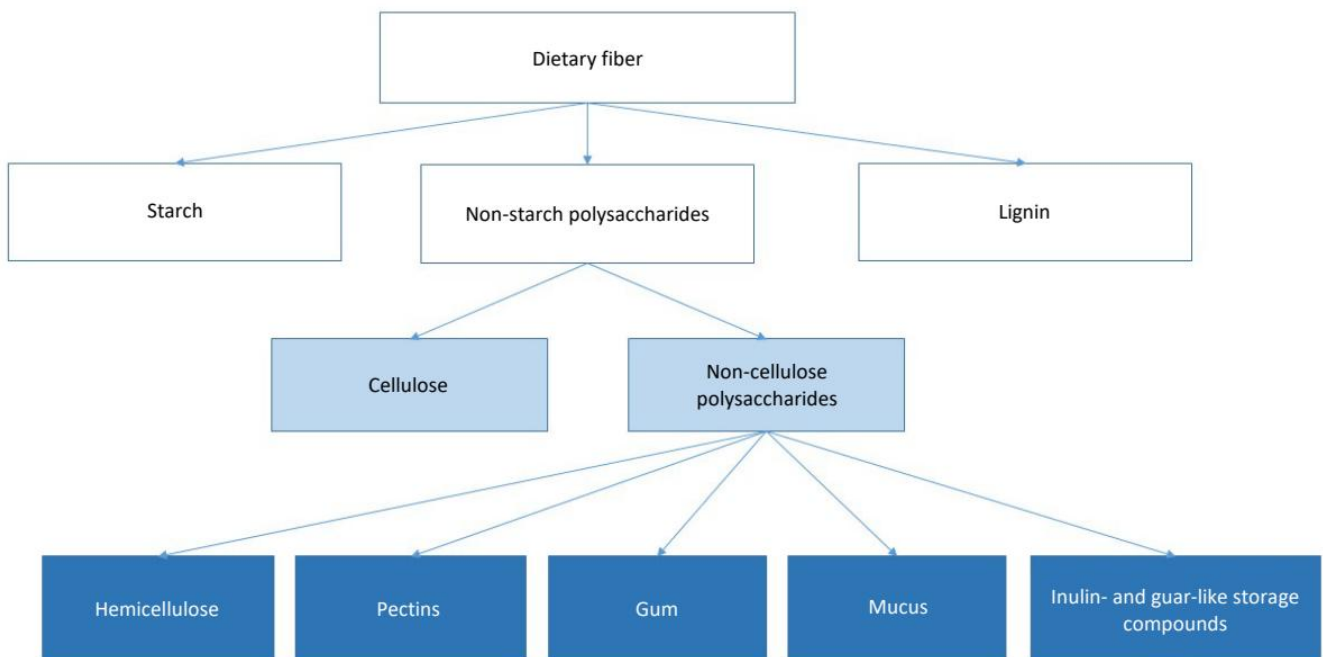 Dietary fiber
Starch
Non-starch polysaccharides
Lignin
Cellulose
Non-cellulose
polysaccharides
Hemicellulose
Pectins
Gum
Mucus
Inulin- and guar-like storage
compounds